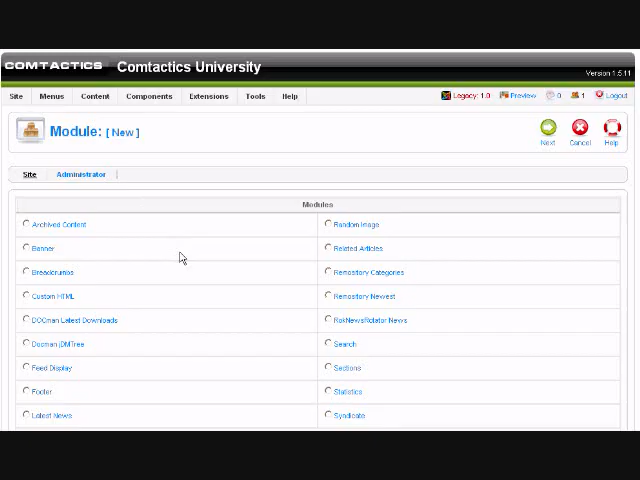 COMTACTICS Comtactics University Version 1.5.11
Site Menus Content Components Extensions Tools Help Legacy: 1.0 Preview 0 1 Logout
Module: [ New ] Next Cancel Help
Site Administrator
Modules
Archived Content Random Image
Banner Related Articles
Breadcrumbs Repository Categories
Custom HTML Repository Newest
DOCman Latest Downloads RokNewsRotator News
Docman jDMTree Search
Feed Display Sections
Footer Statistics
Latest News Syndicate